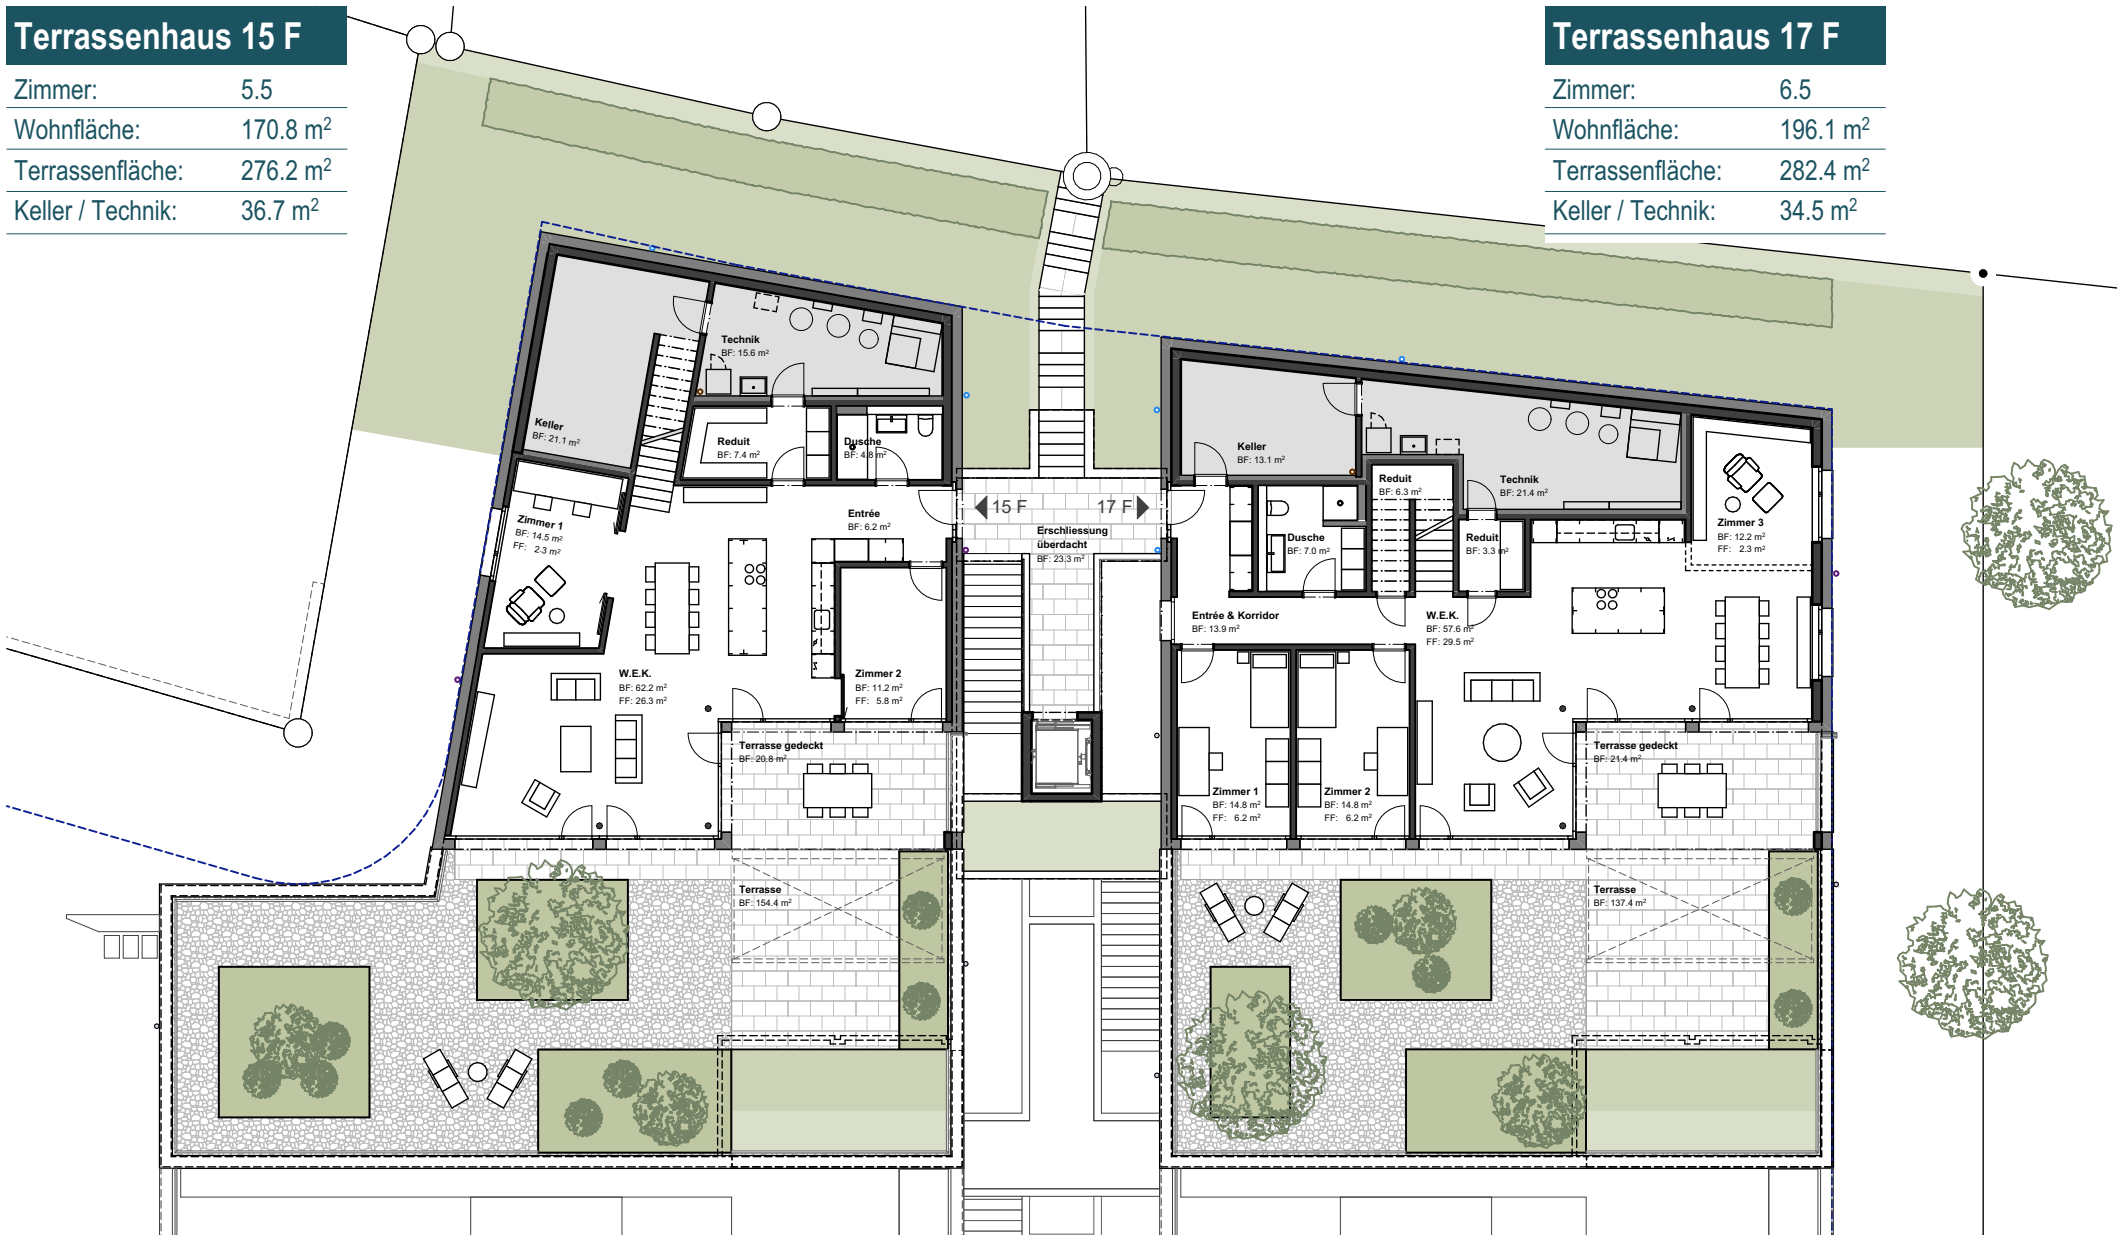 Terrassenhaus 15 F
Zimmer: 5.5
Wohnfläche: 170.8 m²
Terrassenfläche: 276.2 m²
Keller / Technik: 36.7 m²
Terrassenhaus 17 F
Zimmer: 6.5
Wohnfläche: 196.1 m²
Terrassenfläche: 282.4 m²
Keller / Technik: 34.5 m²
Technik
BF: 15.6 m²
Keller
BF: 21.1 m²
Reduit
BF: 7.4 m²
Dusche
BF: 4.8 m²
Zimmer 1
BF: 14.5 m²
FF: 2.3 m²
Entrée
BF: 6.2 m²
15 F
17 F
Erschliessung
überdacht
BF: 23.3 m²
W.E.K.
BF: 62.2 m²
FF: 26.3 m²
Zimmer 2
BF: 11.2 m²
FF: 5.8 m²
Terrasse gedeckt
BF: 20.8 m²
Terrasse
BF: 154.4 m²
Keller
BF: 13.1 m²
Reduit
BF: 6.3 m²
Technik
BF: 21.4 m²
Dusche
BF: 7.0 m²
Reduit
BF: 3.3 m²
Zimmer 3
BF: 12.2 m²
FF: 2.3 m²
Entrée & Korridor
BF: 13.9 m²
W.E.K.
BF: 57.6 m²
FF: 29.5 m²
Zimmer 1
BF: 14.8 m²
FF: 6.2 m²
Zimmer 2
BF: 14.8 m²
FF: 6.2 m²
Terrasse gedeckt
BF: 21.4 m²
Terrasse
BF: 137.4 m²